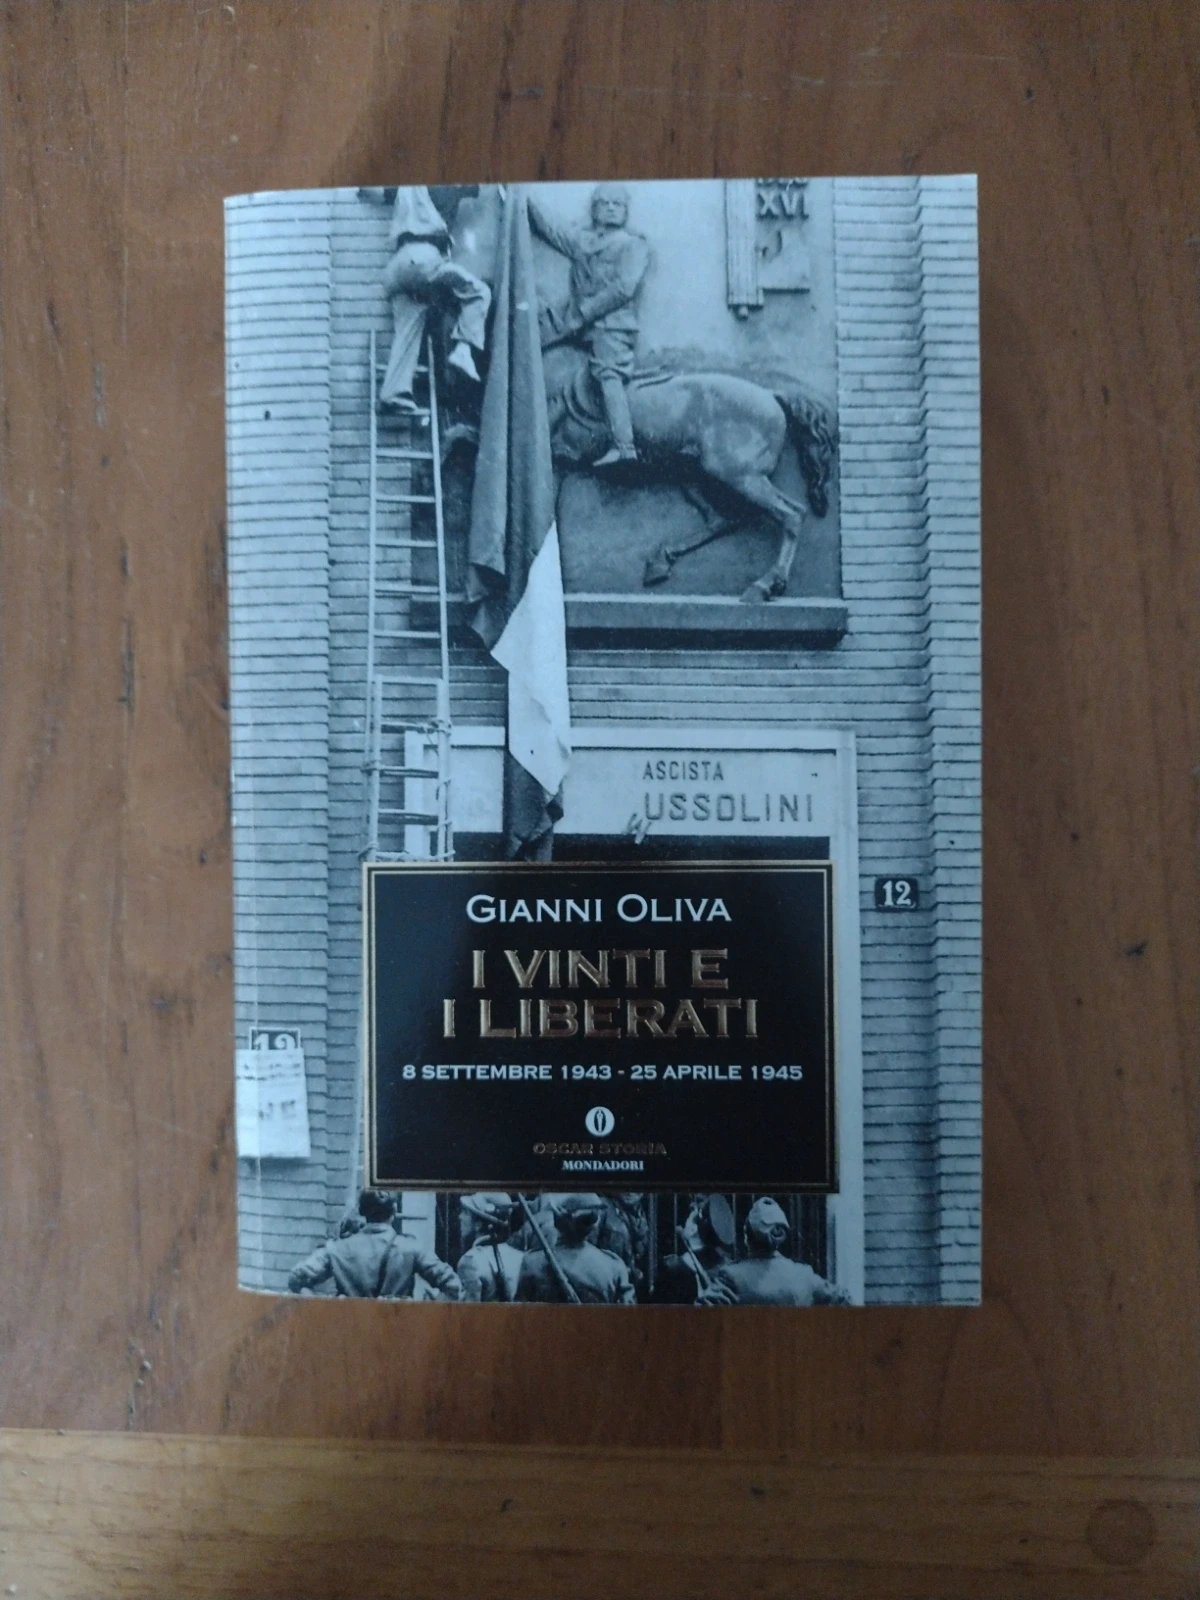 XVI
ASCISTA
USSOLINI
12
GIANNI OLIVA
I VINTI E
I LIBERATI
8 SETTEMBRE 1943 - 25 APRILE 1945
OSCAR STORIA
MONDADORI